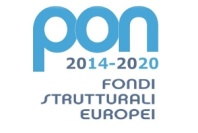 pon
2014-2020
FONDI
STRUTTURALI
EUROPEI